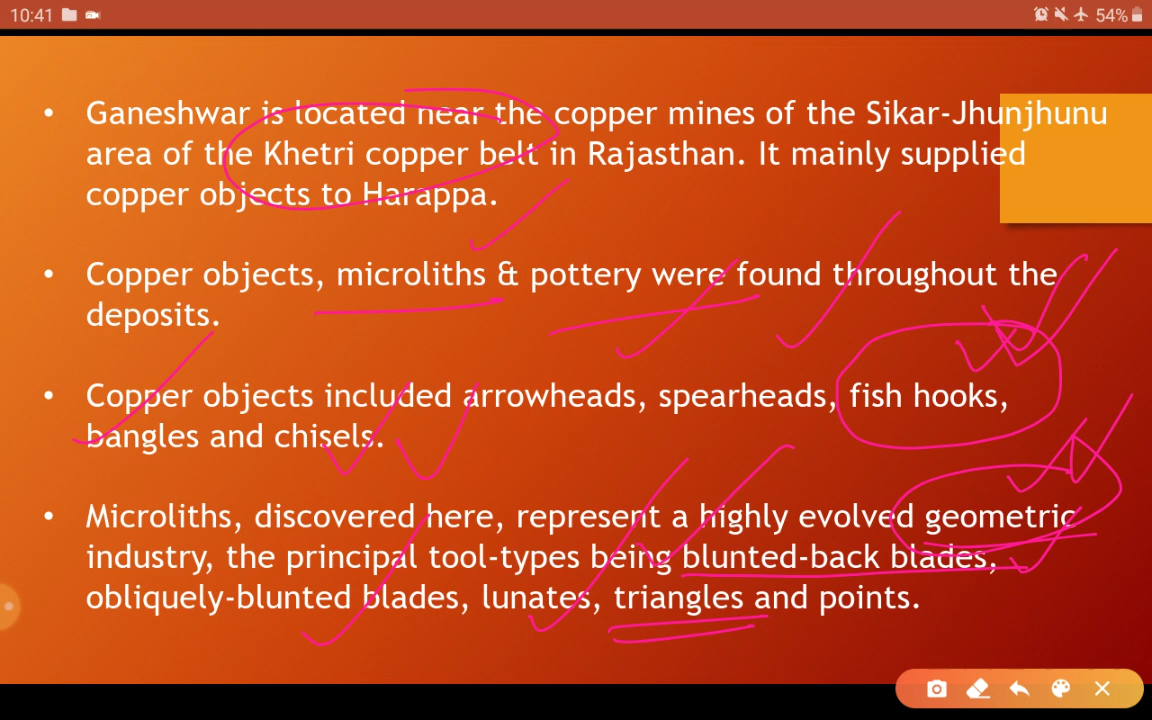 10:41
54%
• Ganeshwar is located near the copper mines of the Sikar-Jhunjhunu
area of the Khetri copper belt in Rajasthan. It mainly supplied
copper objects to Harappa.
• Copper objects, microliths & pottery were found throughout the
deposits.
• Copper objects included arrowheads, spearheads, fish hooks,
bangles and chisels.
• Microliths, discovered here, represent a highly evolved geometric
industry, the principal tool-types being blunted-back blades,
obliquely-blunted blades, lunates, triangles and points.